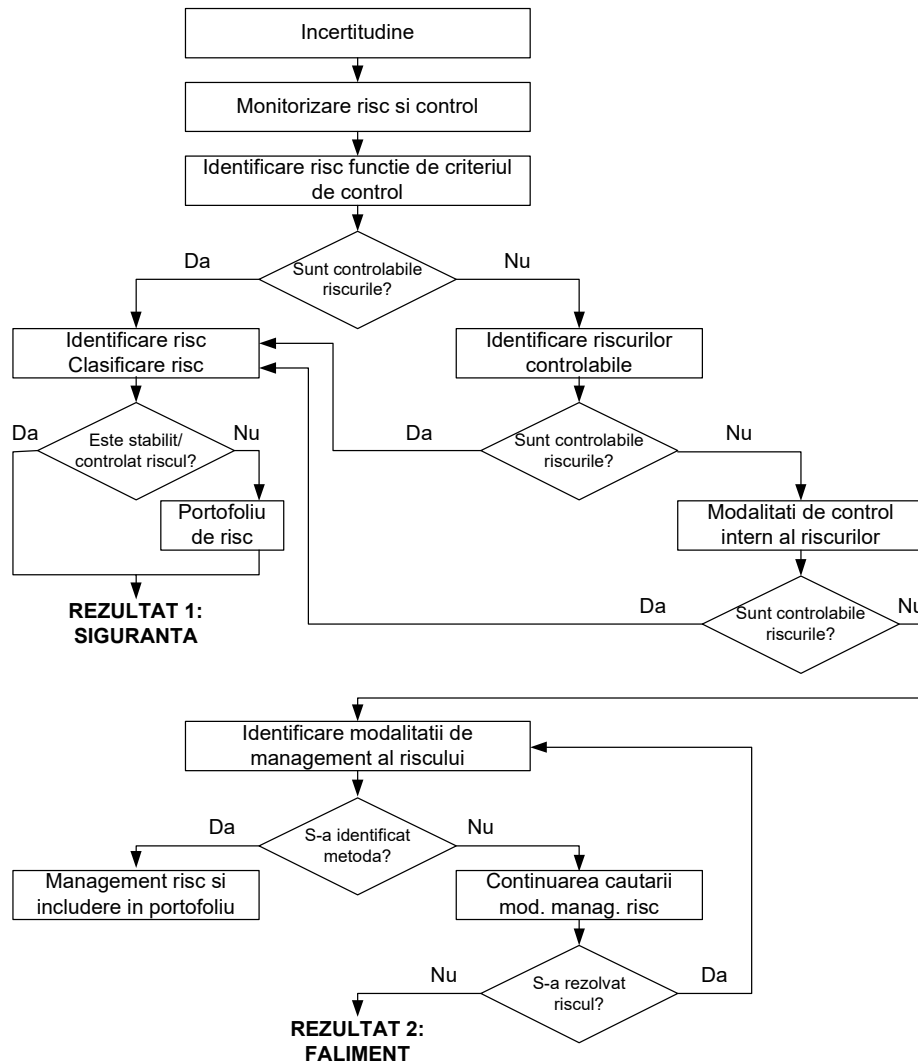 Incertitudine
Monitorizare risc si control
Identificare risc functie de criteriul
de control
Sunt controlabile
riscurile?
Da
Nu
Identificare risc
Clasificare risc
Identificare riscurilor
controlabile
Este stabilit/
controlat riscul?
Da
Nu
Sunt controlabile
riscurile?
Da
Nu
Portofoliu
de risc
Modalitati de control
intern al riscurilor
REZULTAT 1:
SIGURANTA
Sunt controlabile
riscurile?
Da
Nu
Identificare modalitatii de
management al riscului
S-a identificat
metoda?
Da
Nu
Management risc si
includere in portofoliu
Continuarea cautarii
mod. manag. risc
S-a rezolvat
riscul?
Nu
Da
REZULTAT 2:
FALIMENT